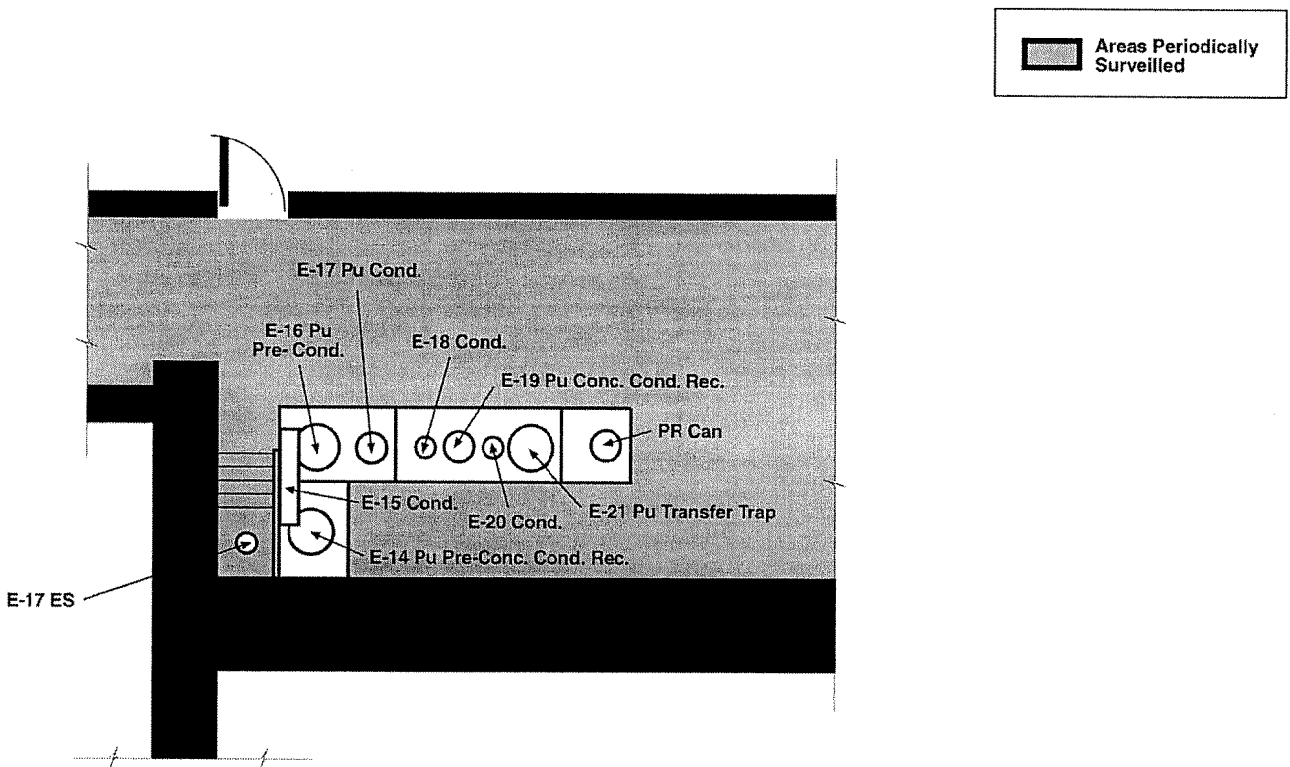 Areas Periodically
Surveilled
E-17 Pu Cond.
E-16 Pu
Pre- Cond.
E-18 Cond.
E-19 Pu Conc. Cond. Rec.
PR Can
E-15 Cond.
E-20 Cond.
E-21 Pu Transfer Trap
E-14 Pu Pre-Conc. Cond. Rec.
E-17 ES